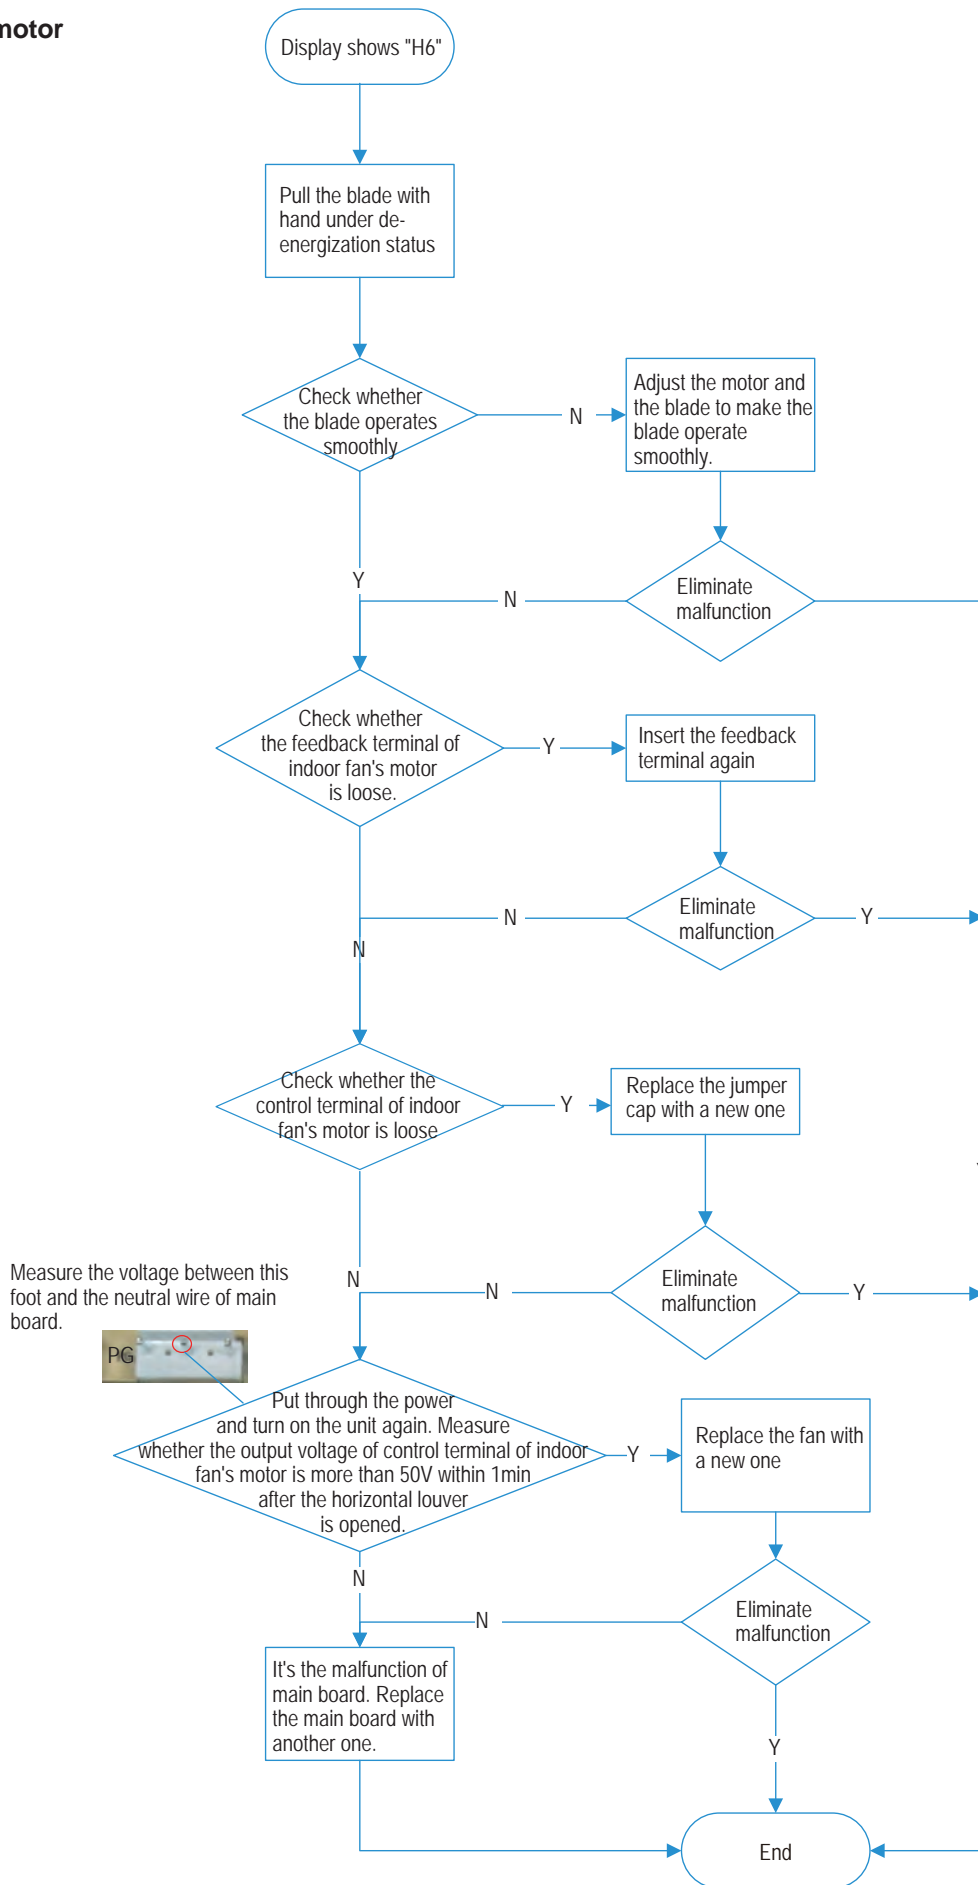 motor
Display shows "H6"
Pull the blade with
hand under de-
energization status
Check whether
the blade operates
smoothly
N
Adjust the motor and
the blade to make the
blade operate
smoothly.
Y
N
Eliminate
malfunction
Check whether
the feedback terminal of
indoor fan's motor
is loose.
Y
Insert the feedback
terminal again
N
N
Eliminate
malfunction
Y
Check whether the
control terminal of indoor
fan's motor is loose
Y
Replace the jumper
cap with a new one
N
N
Eliminate
malfunction
Y
Measure the voltage between this
foot and the neutral wire of main
board.
PG
Put through the power
and turn on the unit again. Measure
whether the output voltage of control terminal of indoor
fan's motor is more than 50V within 1min
after the horizontal louver
is opened.
Y
Replace the fan with
a new one
N
N
Eliminate
malfunction
It's the malfunction of
main board. Replace
the main board with
another one.
Y
End